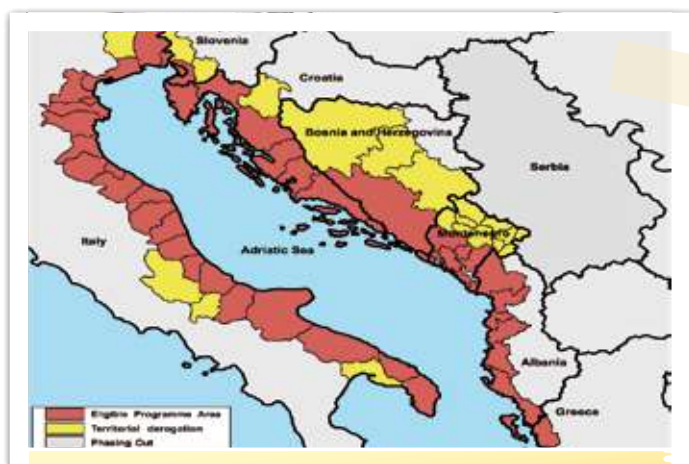 Slovenia
Croatia
Bosnia and Herzegovina
Serbia
Italy
Montenegro
Adriatic Sea
Albania
Greece
Eligible Programme Area
Territorial derogation
Phasing Out